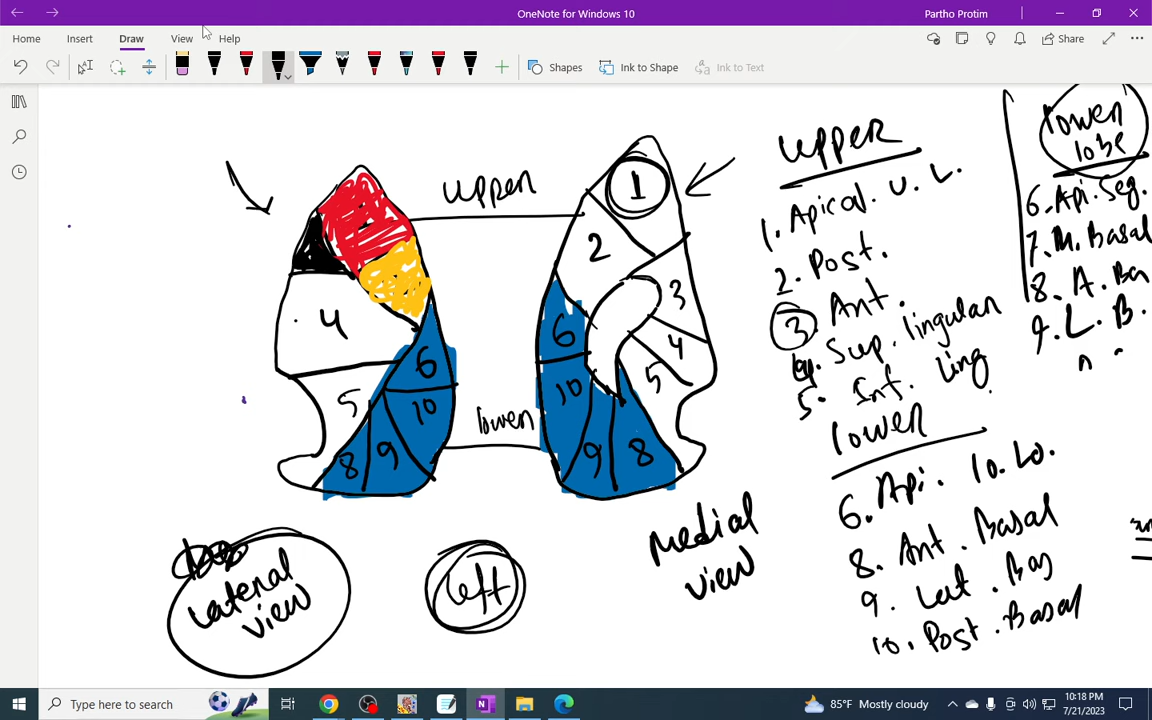 OneNote for Windows 10
Partho Protim
Home
Insert
Draw
View
Help
Share
Shapes
Ink to Shape
Ink to Text
upper
4
6
5
10
8
9
lower
1
2
3
4
5
6
10
9
8
Lateral
view
left
Medial
view
upper
1. Apical. U. L.
2. Post.
3. Ant.
4. Sup. lingular
5. Inf. ling
lower
6. Api. lo. Lo.
8. Ant. Basal
9. Lat. Bas
10. Post. Basal
lower
lobe
6. Api. Seg.
7. M. Basal
8. A. Ba
9. L. B.
Type here to search
85°F Mostly cloudy
10:18 PM
7/21/2023